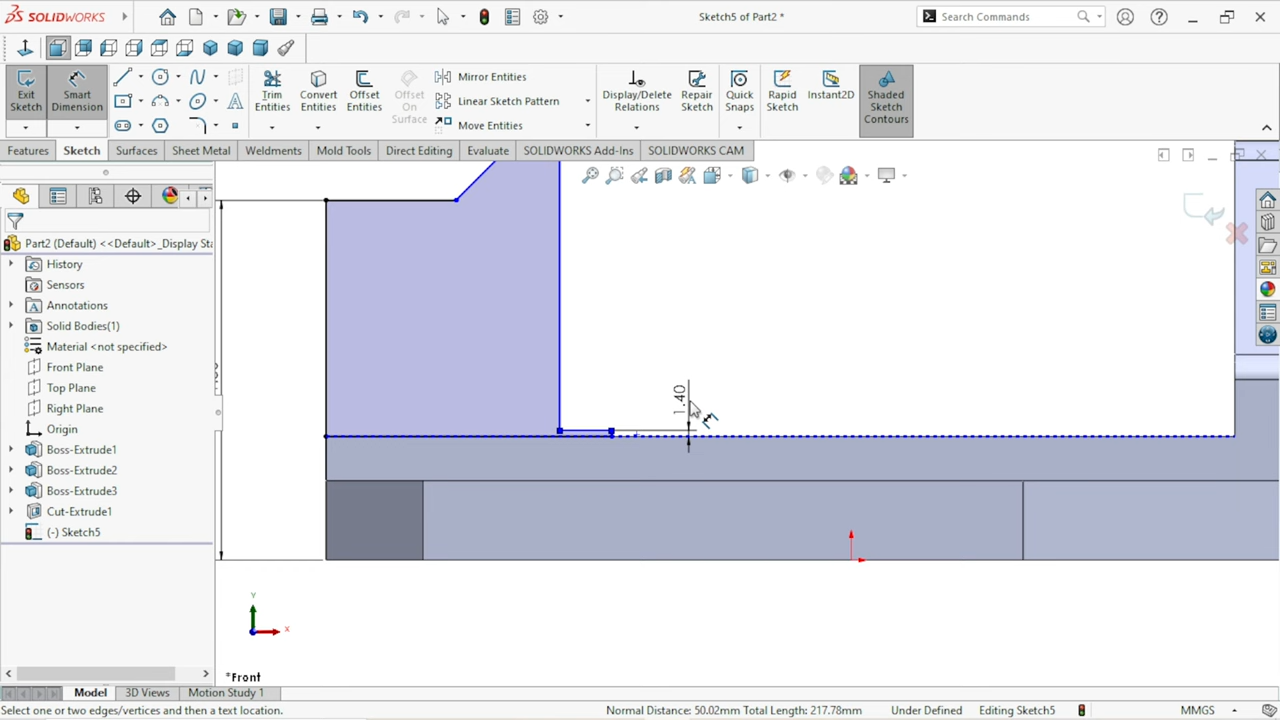 SOLIDWORKS
Sketch5 of Part2 *
Search Commands
Exit Sketch
Smart Dimension
Trim Entities
Convert Entities
Offset Entities
Offset On Surface
Mirror Entities
Linear Sketch Pattern
Move Entities
Display/Delete Relations
Repair Sketch
Quick Snaps
Rapid Sketch
Instant2D
Shaded Sketch Contours
Features
Sketch
Surfaces
Sheet Metal
Weldments
Mold Tools
Direct Editing
Evaluate
SOLIDWORKS Add-Ins
SOLIDWORKS CAM
Part2 (Default) <<Default>_Display Sta
History
Sensors
Annotations
Solid Bodies(1)
Material <not specified>
Front Plane
Top Plane
Right Plane
Origin
Boss-Extrude1
Boss-Extrude2
Boss-Extrude3
Cut-Extrude1
(-) Sketch5
1.40
Y
X
*Front
Model
3D Views
Motion Study 1
Select one or two edges/vertices and then a text location.
Normal Distance: 50.02mm Total Length: 217.78mm
Under Defined
Editing Sketch5
MMGS